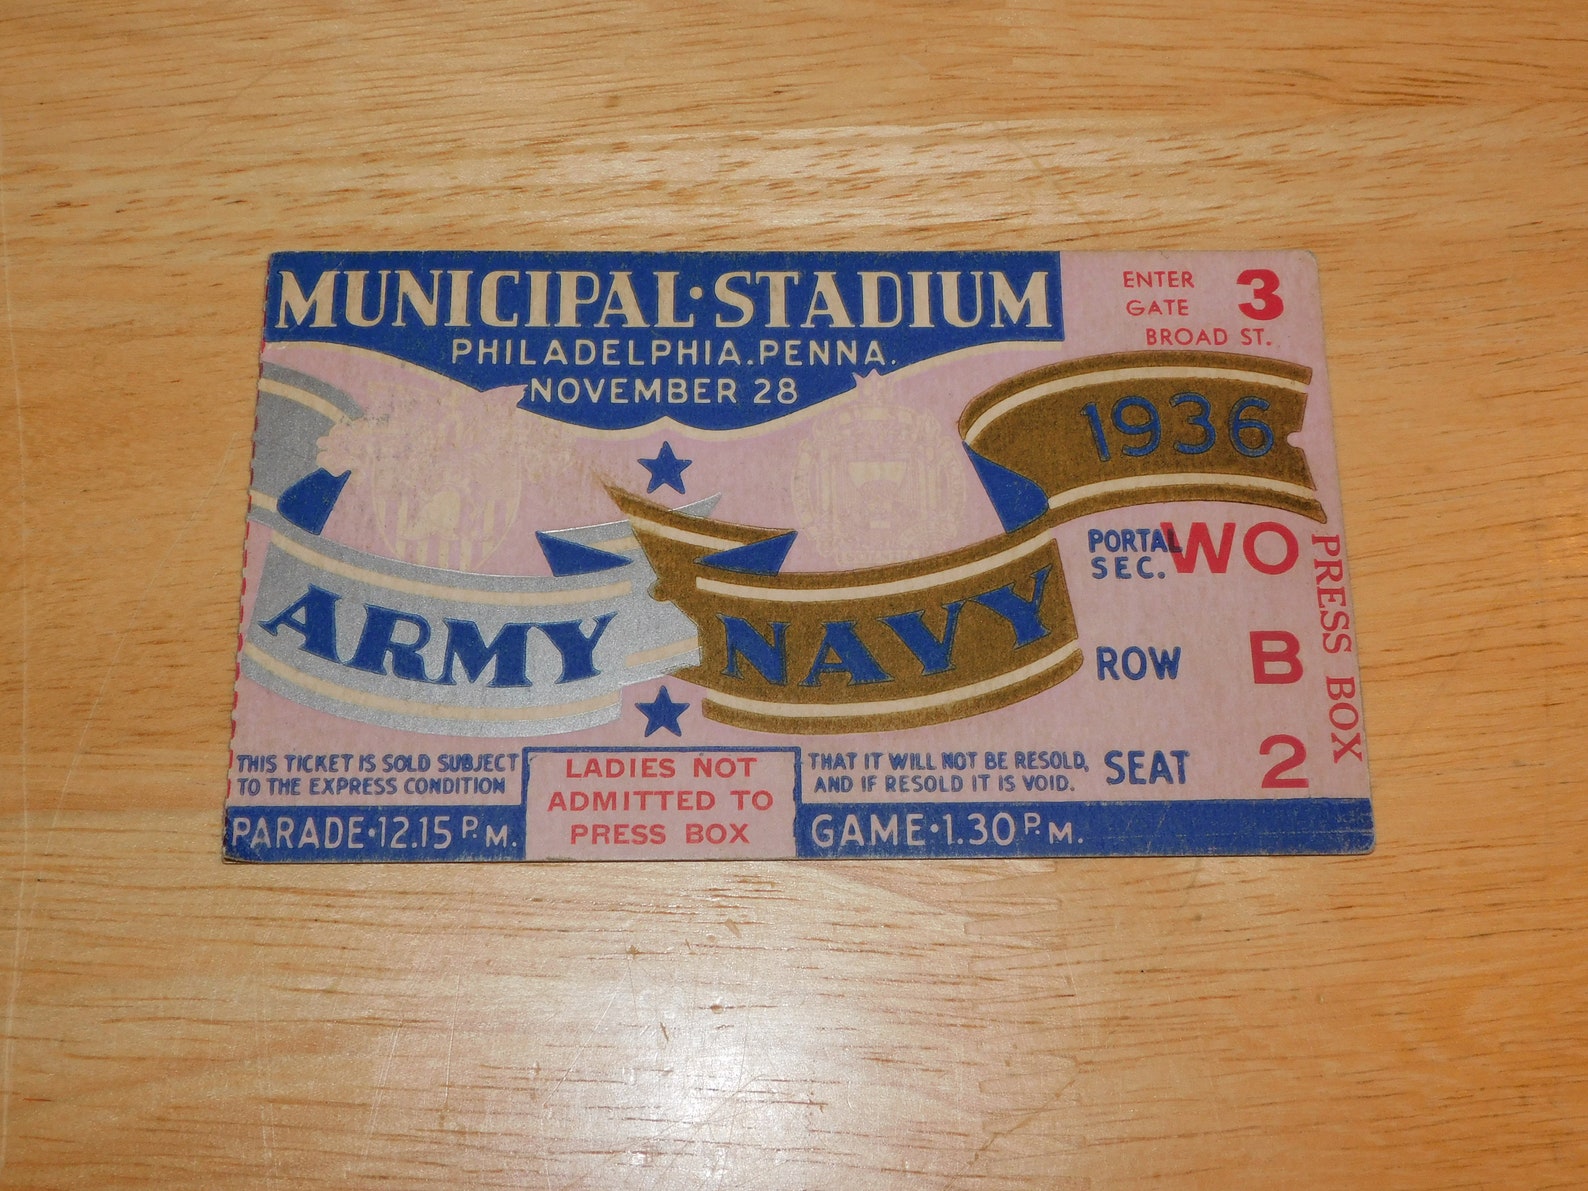 MUNICIPAL·STADIUM
PHILADELPHIA.PENNA.
NOVEMBER 28
ENTER
GATE 3
BROAD ST.
1936
ARMY
NAVY
PORTAL
SEC. WO
ROW B
SEAT 2
PRESS BOX
THIS TICKET IS SOLD SUBJECT
TO THE EXPRESS CONDITION
LADIES NOT
ADMITTED TO
PRESS BOX
THAT IT WILL NOT BE RESOLD,
AND IF RESOLD IT IS VOID.
PARADE·12.15 P.M.
GAME·1.30 P.M.